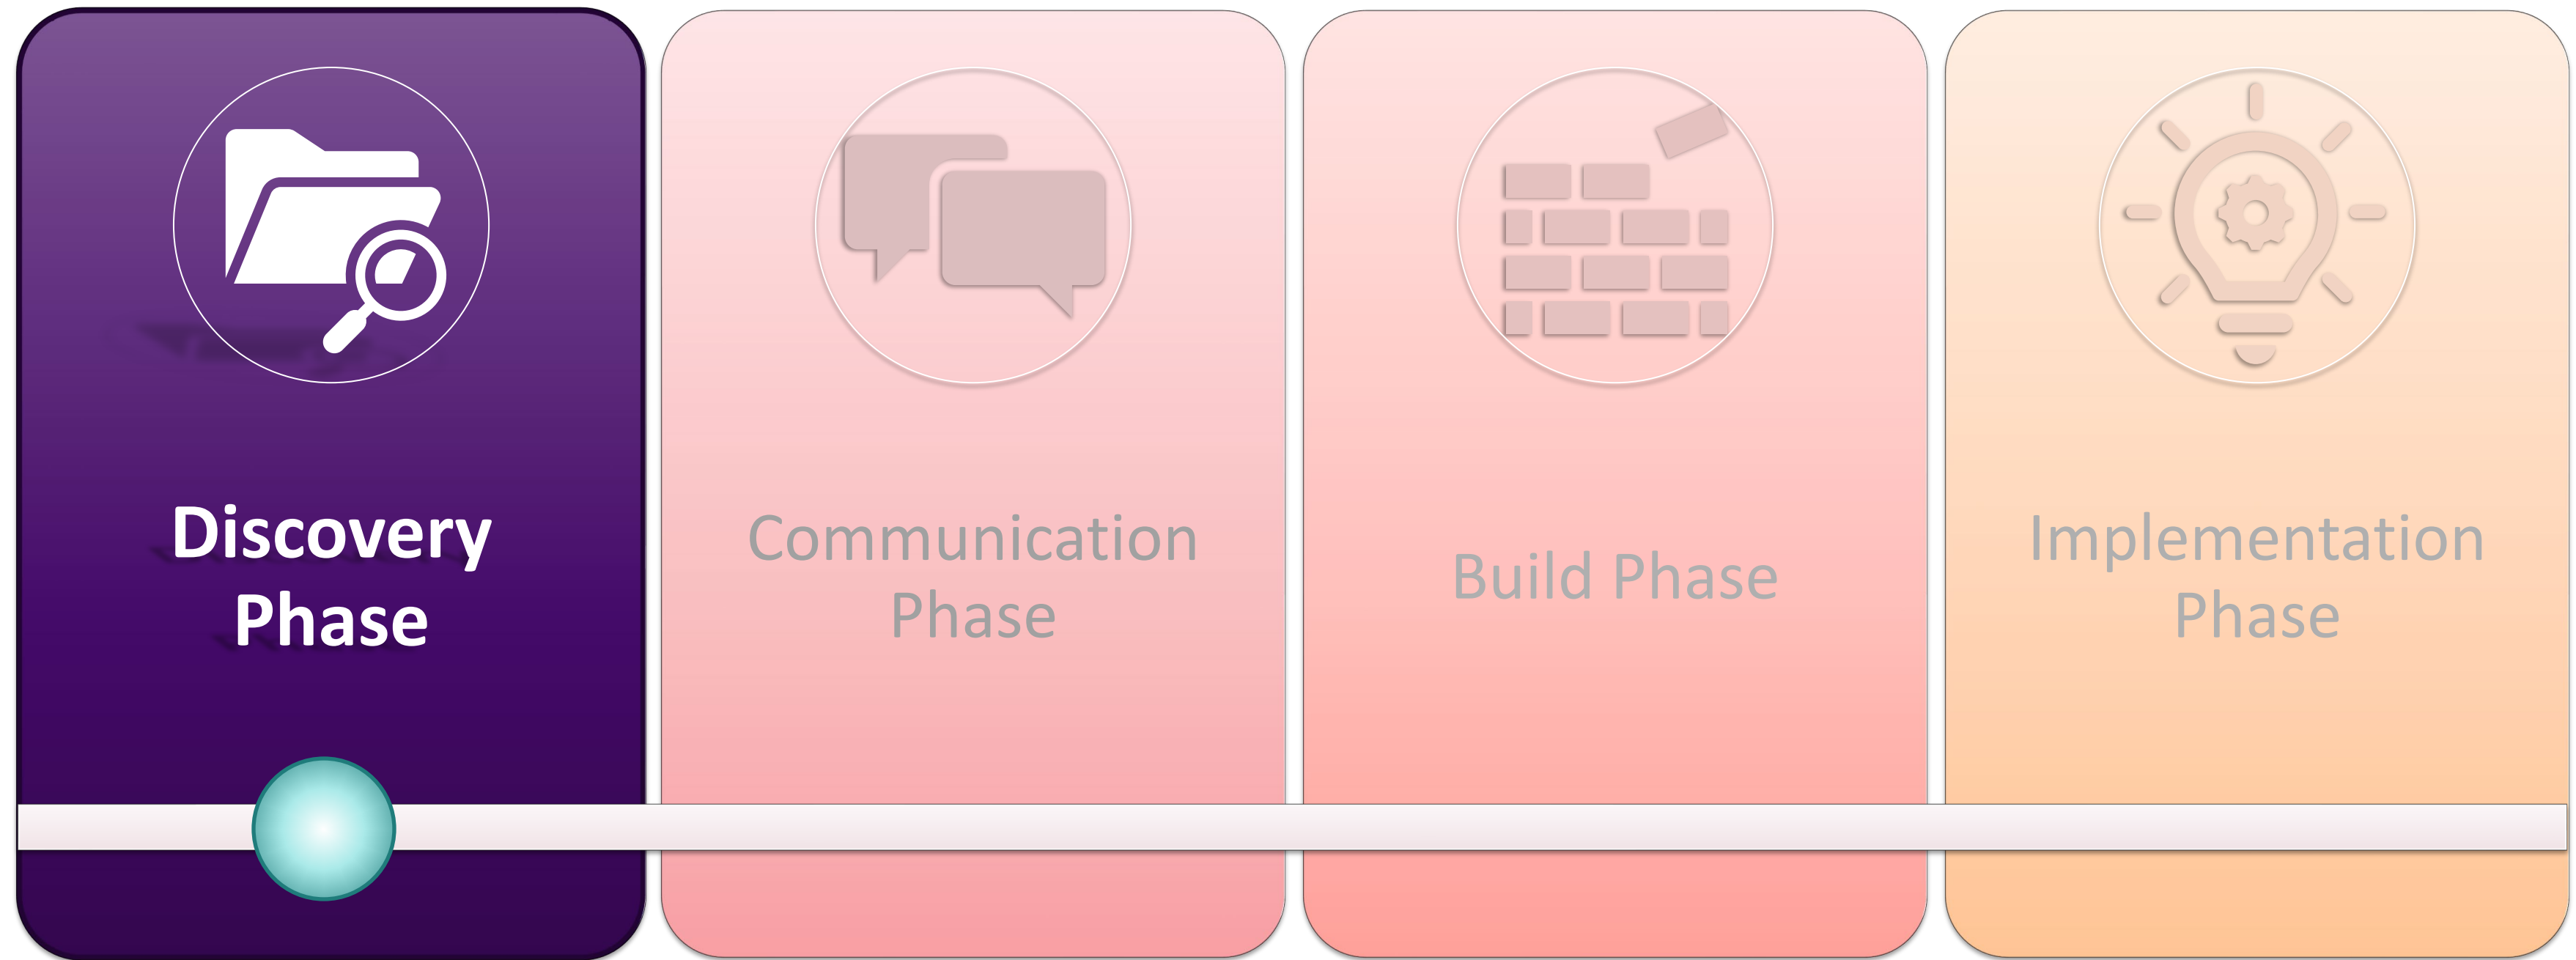 Discovery
Phase
Communication
Phase
Build Phase
Implementation
Phase